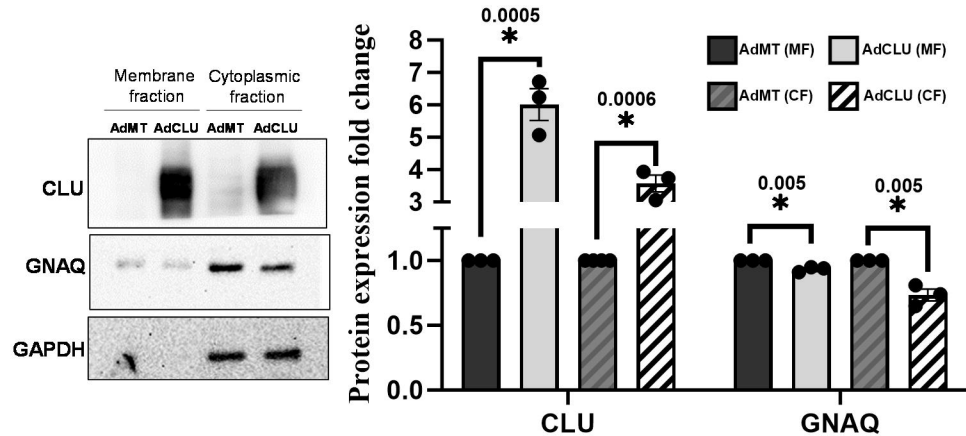 Membrane fraction
Cytoplasmic fraction
AdMT AdCLU AdMT AdCLU
CLU
GNAQ
GAPDH
Protein expression fold change
8
7
6
5
4
3
1.0
0.5
0.0
0.0005
*
0.0006
*
0.005
*
0.005
*
AdMT (MF) AdCLU (MF)
AdMT (CF) AdCLU (CF)
CLU GNAQ